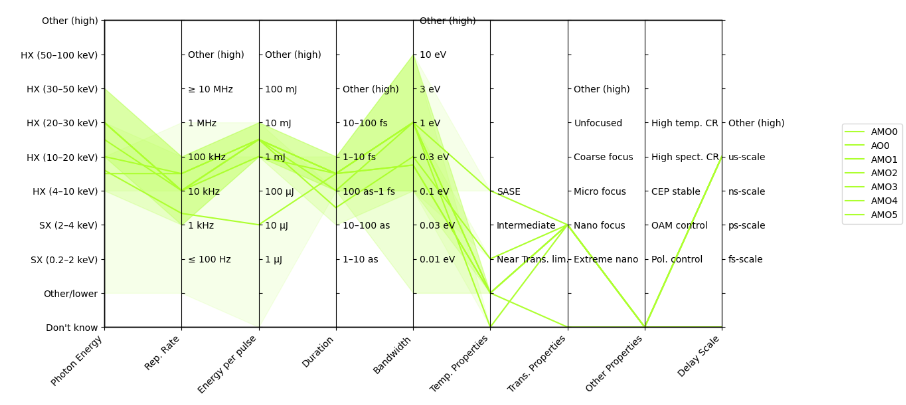 Other (high)
HX (50–100 keV)
HX (30–50 keV)
HX (20–30 keV)
HX (10–20 keV)
HX (4–10 keV)
SX (2–4 keV)
SX (0.2–2 keV)
Other/lower
Don't know
Other (high)
≥ 10 MHz
1 MHz
100 kHz
10 kHz
1 kHz
≤ 100 Hz
Other (high)
100 mJ
10 mJ
1 mJ
100 μJ
10 μJ
1 μJ
Other (high)
10–100 fs
1–10 fs
100 as–1 fs
10–100 as
1–10 as
Other (high)
10 eV
3 eV
1 eV
0.3 eV
0.1 eV
0.03 eV
0.01 eV
SASE
Intermediate
Near Trans. lim.
Other (high)
Unfocused
Coarse focus
Micro focus
Nano focus
Extreme nano
High temp. CR
High spect. CR
CEP stable
OAM control
Pol. control
Other (high)
us-scale
ns-scale
ps-scale
fs-scale
Photon Energy
Rep. Rate
Energy per pulse
Duration
Bandwidth
Temp. Properties
Trans. Properties
Other Properties
Delay Scale
AMO0
AO0
AMO1
AMO2
AMO3
AMO4
AMO5